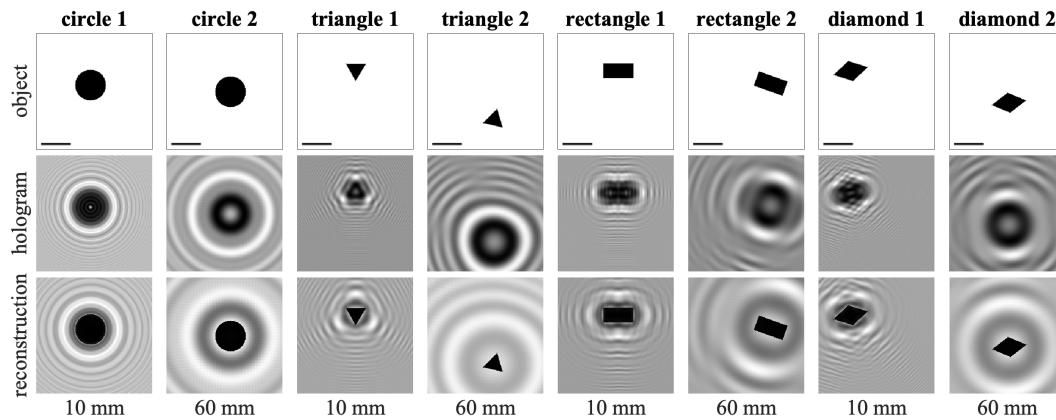 circle 1 circle 2 triangle 1 triangle 2 rectangle 1 rectangle 2 diamond 1 diamond 2
object
hologram
reconstruction
10 mm 60 mm 10 mm 60 mm 10 mm 60 mm 10 mm 60 mm